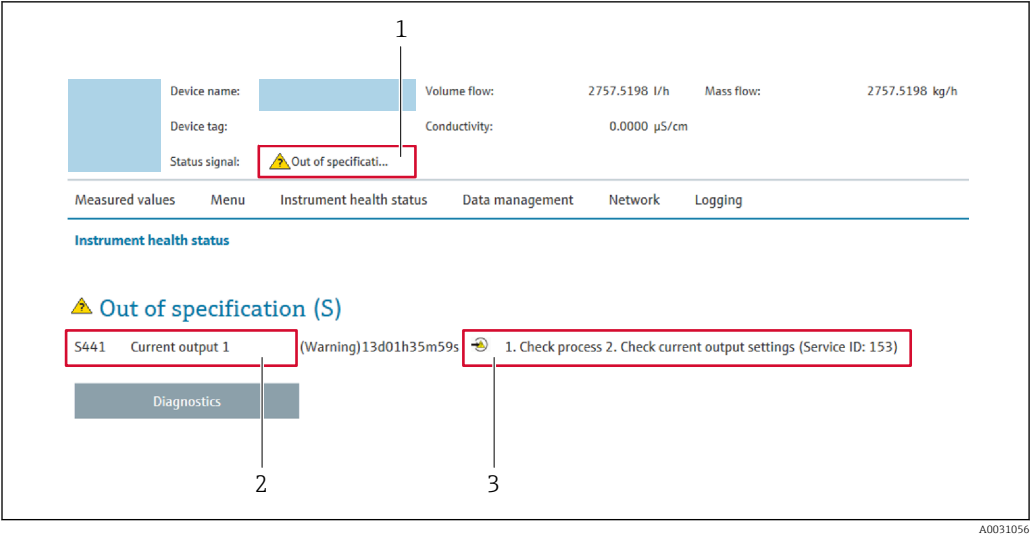 1
Device name: Volume flow: 2757.5198 l/h Mass flow: 2757.5198 kg/h
Device tag: Conductivity: 0.0000 µS/cm
Status signal: Out of specificati...
Measured values Menu Instrument health status Data management Network Logging
Instrument health status
Out of specification (S)
S441 Current output 1 (Warning)13d01h35m59s 1. Check process 2. Check current output settings (Service ID: 153)
Diagnostics
2 3
A0031056